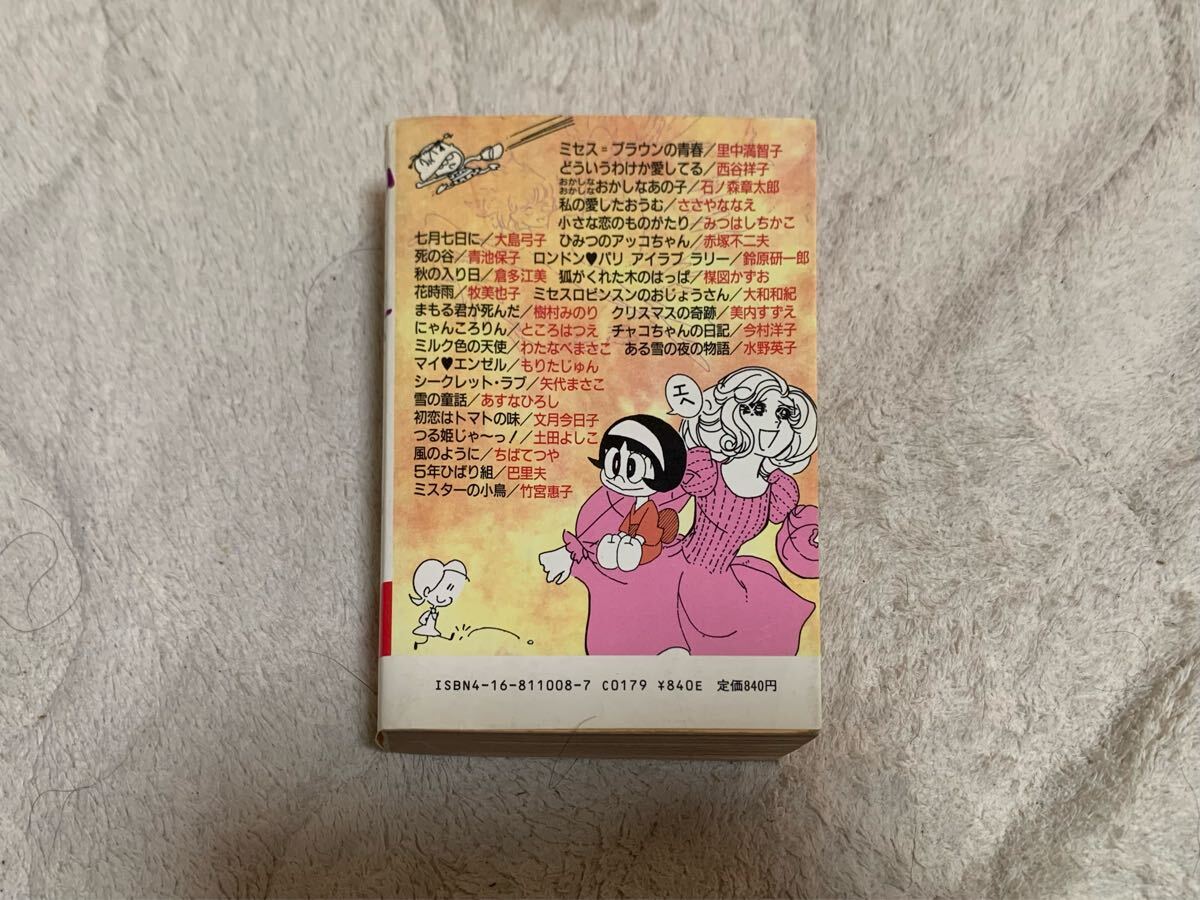 ミセス＝ブラウンの青春／里中満智子
どういうわけか愛してる／西谷祥子
おかしなおかしなおかしなあの子／石ノ森章太郎
私の愛したおうむ／ささやななえ
小さな恋のものがたり／みつはしちかこ
七月七日に／大島弓子　ひみつのアッコちゃん／赤塚不二夫
死の谷／青池保子　ロンドン♥パリ アイラブ ラリー／鈴原研一郎
秋の入り日／倉多江美　狐がくれた木のはっぱ／楳図かずお
花時雨／牧美也子　ミセスロビンスンのおじょうさん／大和和紀
まもる君が死んだ／樹村みのり　クリスマスの奇跡／美内すずえ
にゃんころりん／ところはつえ　チャコちゃんの日記／今村洋子
ミルク色の天使／わたなべまさこ　ある雪の夜の物語／水野英子
マイ♥エンゼル／もりたじゅん
シークレット・ラブ／矢代まさこ
雪の童話／あすなひろし
初恋はトマトの味／文月今日子
つる姫じゃ〜っ！／土田よしこ
風のように／ちばてつや
5年ひばり組／巴里夫
ミスターの小鳥／竹宮惠子
エヘ
ISBN4-16-811008-7 C0179 ¥840E 定価840円